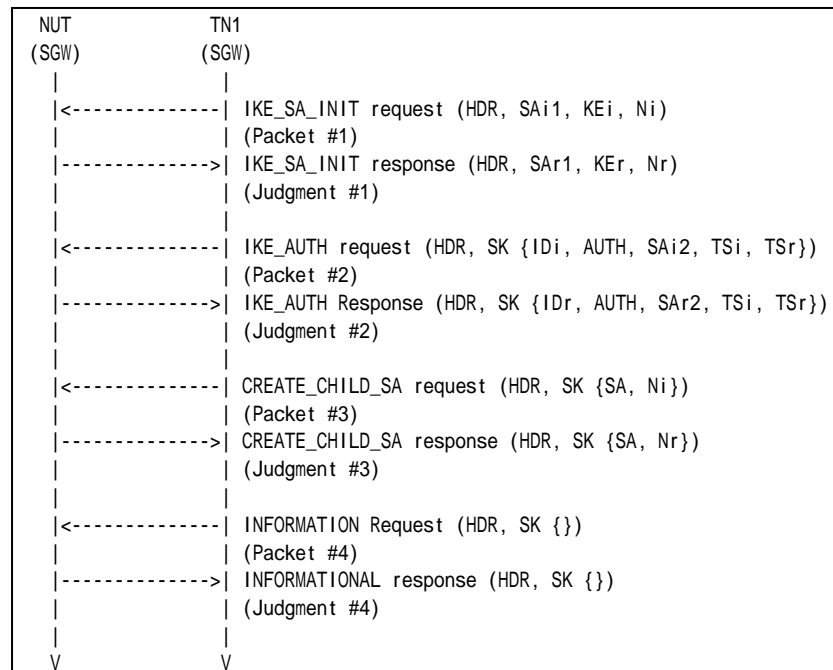 NUT TN1
(SGW) (SGW)
| |
|<--------------| IKE_SA_INIT request (HDR, SAi1, KEi, Ni)
| | (Packet #1)
|-------------->| IKE_SA_INIT response (HDR, SAr1, KEr, Nr)
| | (Judgment #1)
| |
|<--------------| IKE_AUTH request (HDR, SK {IDi, AUTH, SAi2, TSi, TSr})
| | (Packet #2)
|-------------->| IKE_AUTH Response (HDR, SK {IDr, AUTH, SAr2, TSi, TSr})
| | (Judgment #2)
| |
|<--------------| CREATE_CHILD_SA request (HDR, SK {SA, Ni})
| | (Packet #3)
|-------------->| CREATE_CHILD_SA response (HDR, SK {SA, Nr})
| | (Judgment #3)
| |
|<--------------| INFORMATION Request (HDR, SK {})
| | (Packet #4)
|-------------->| INFORMATIONAL response (HDR, SK {})
| | (Judgment #4)
| |
V V